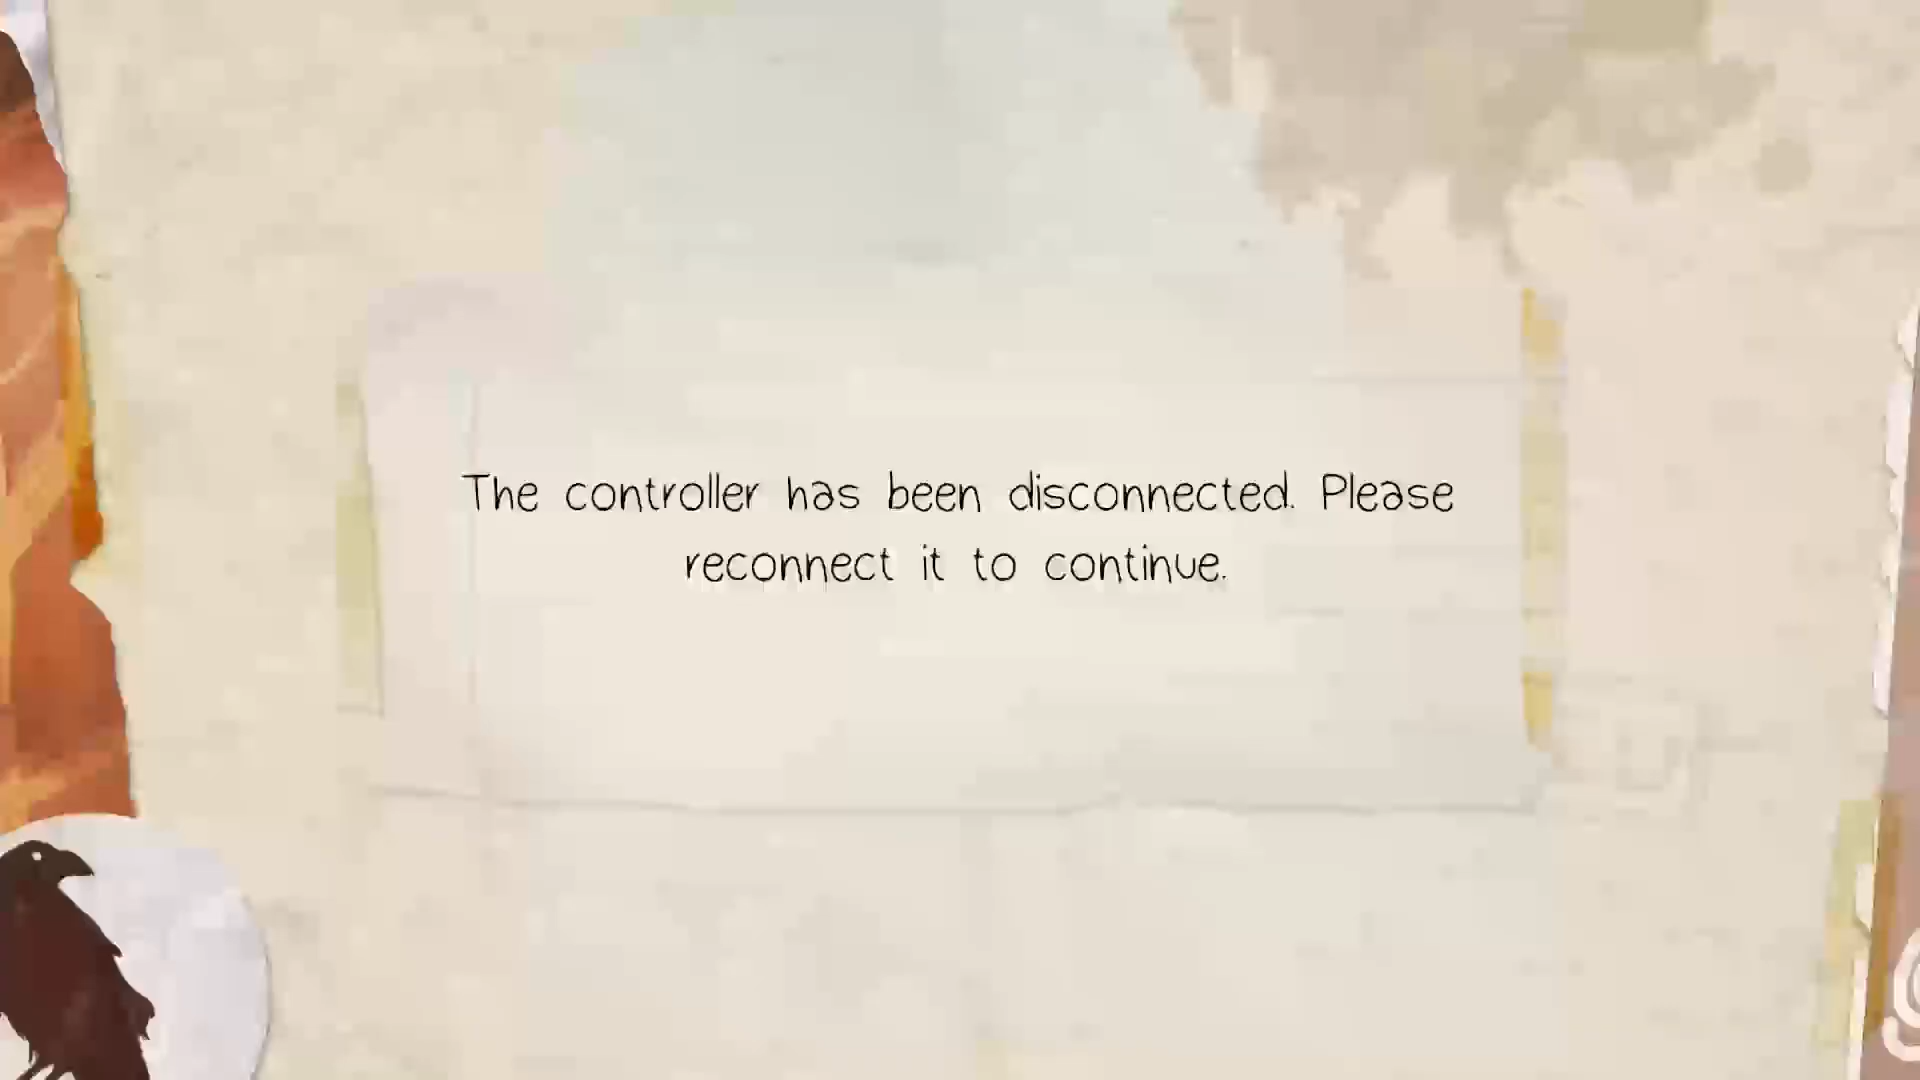 The controller has been disconnected. Please
reconnect it to continue.